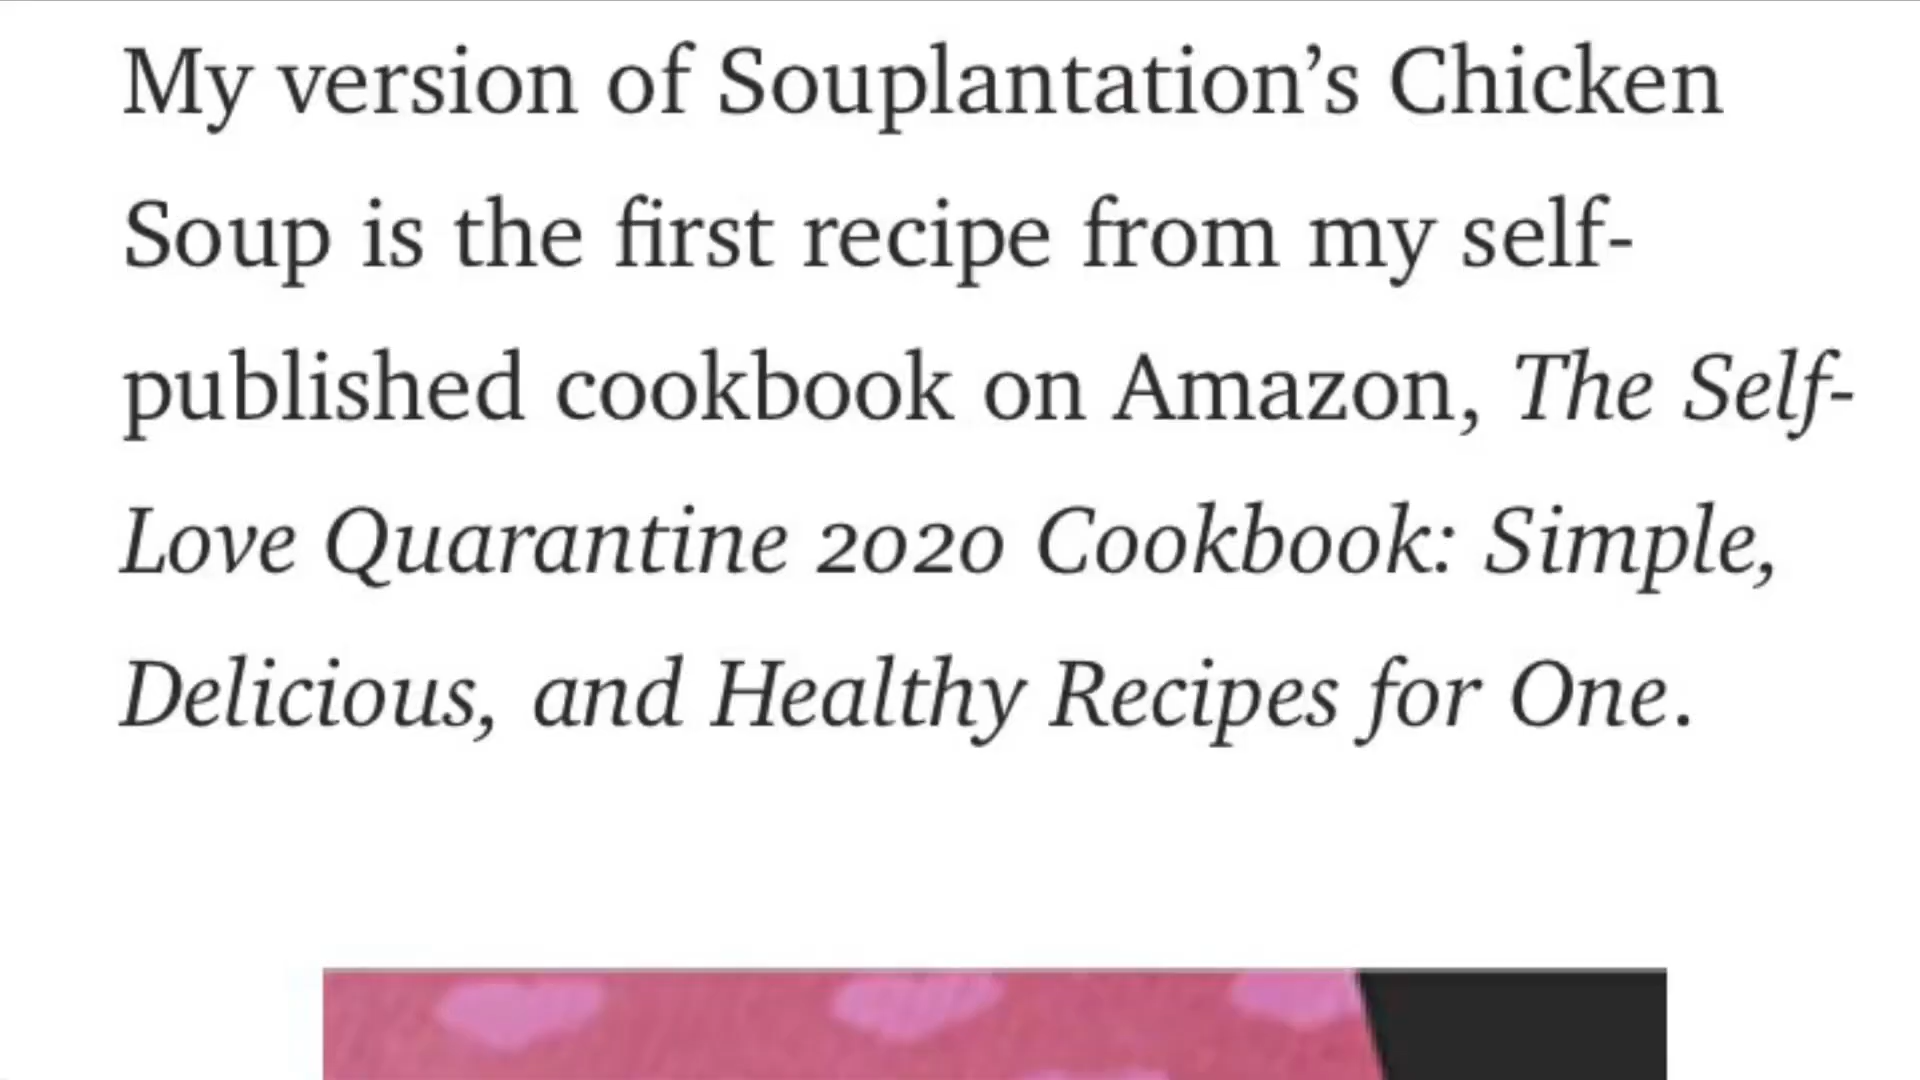 My version of Souplantation’s Chicken
Soup is the first recipe from my self-
published cookbook on Amazon, The Self-
Love Quarantine 2020 Cookbook: Simple,
Delicious, and Healthy Recipes for One.